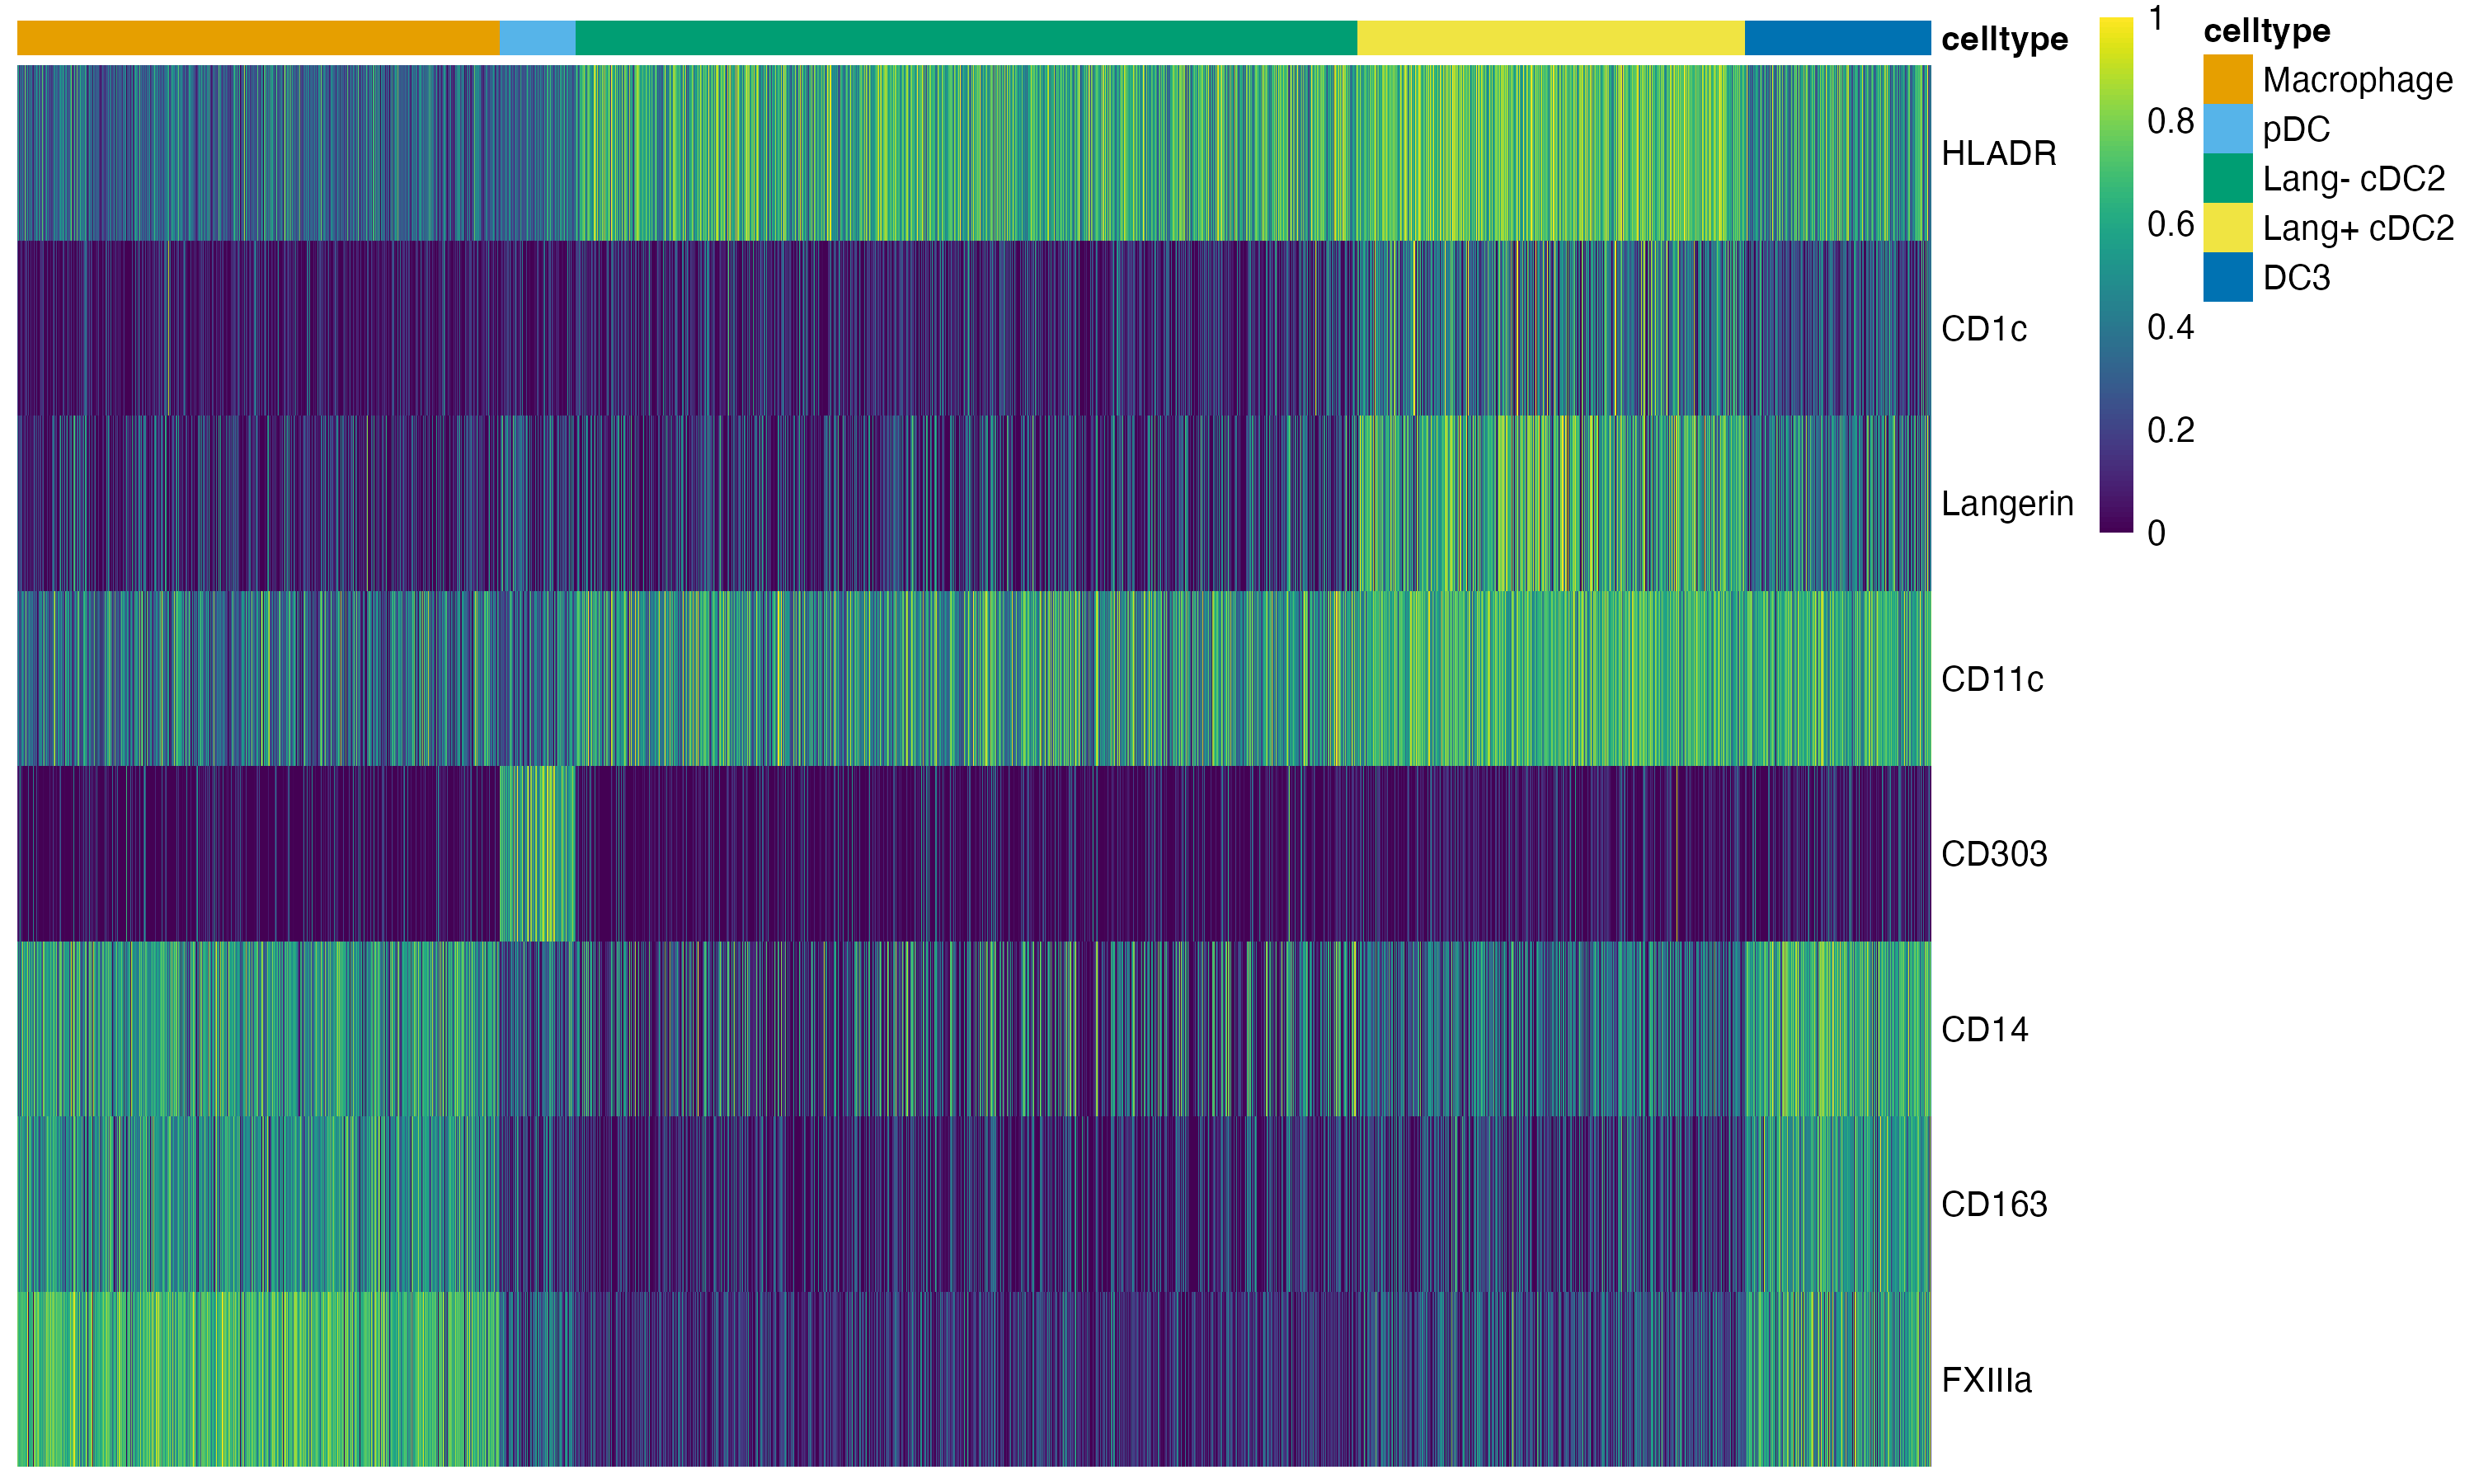 celltype
HLADR
CD1c
Langerin
CD11c
CD303
CD14
CD163
FXIIIa
1
0.8
0.6
0.4
0.2
0
celltype
Macrophage
pDC
Lang- cDC2
Lang+ cDC2
DC3